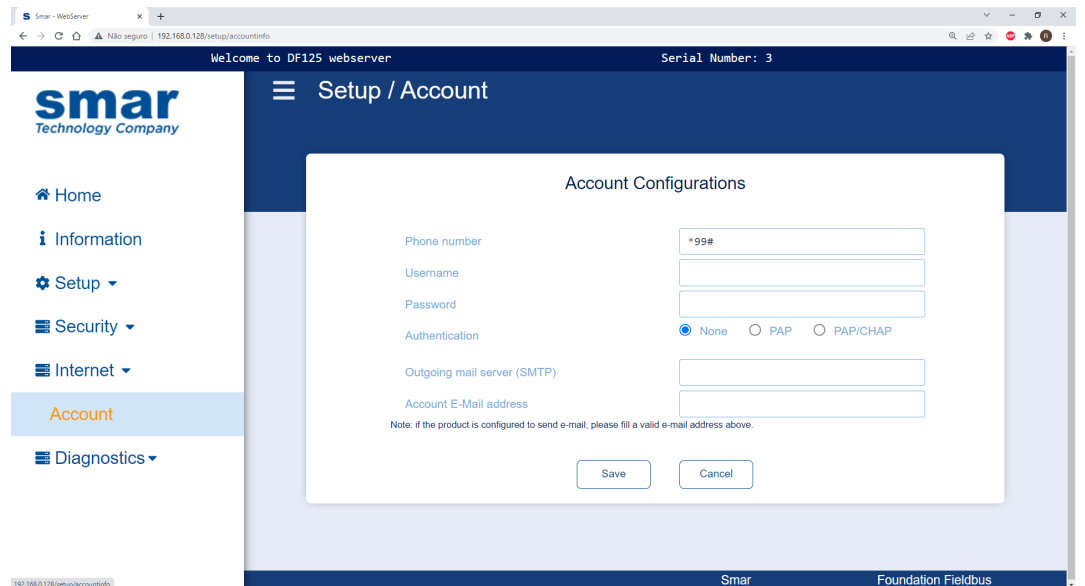 S Smar - WebServer
Não seguro | 192.168.0.128/setup/accountinfo
Welcome to DF125 webserver Serial Number: 3
smar
Technology Company
Setup / Account
Home
Information
Setup
Security
Internet
Account
Diagnostics
Account Configurations
Phone number *99#
Username
Password
Authentication None PAP PAP/CHAP
Outgoing mail server (SMTP)
Account E-Mail address
Note: if the product is configured to send e-mail, please fill a valid e-mail address above.
Save Cancel
192.168.0.128/setup/accountinfo
Smar Foundation Fieldbus